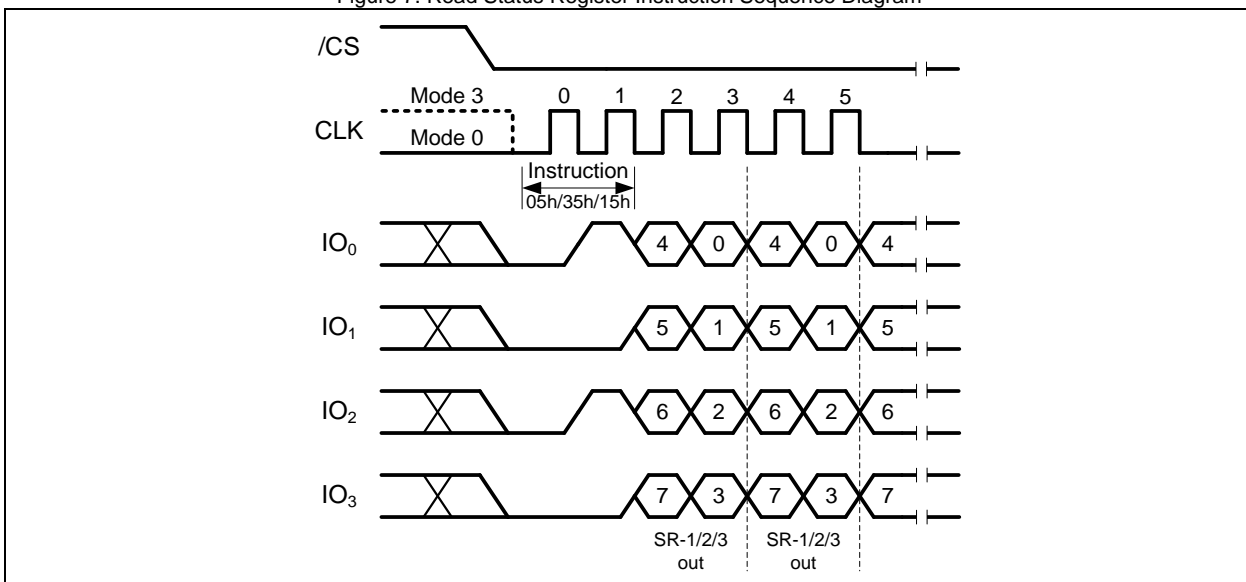 Figure 7. Read Status Register Instruction Sequence Diagram
/CS
Mode 3 0 1 2 3 4 5
CLK Mode 0
Instruction
05h/35h/15h
IO₀ 4 0 4 0 4
IO₁ 5 1 5 1 5
IO₂ 6 2 6 2 6
IO₃ 7 3 7 3 7
SR-1/2/3 SR-1/2/3
out out